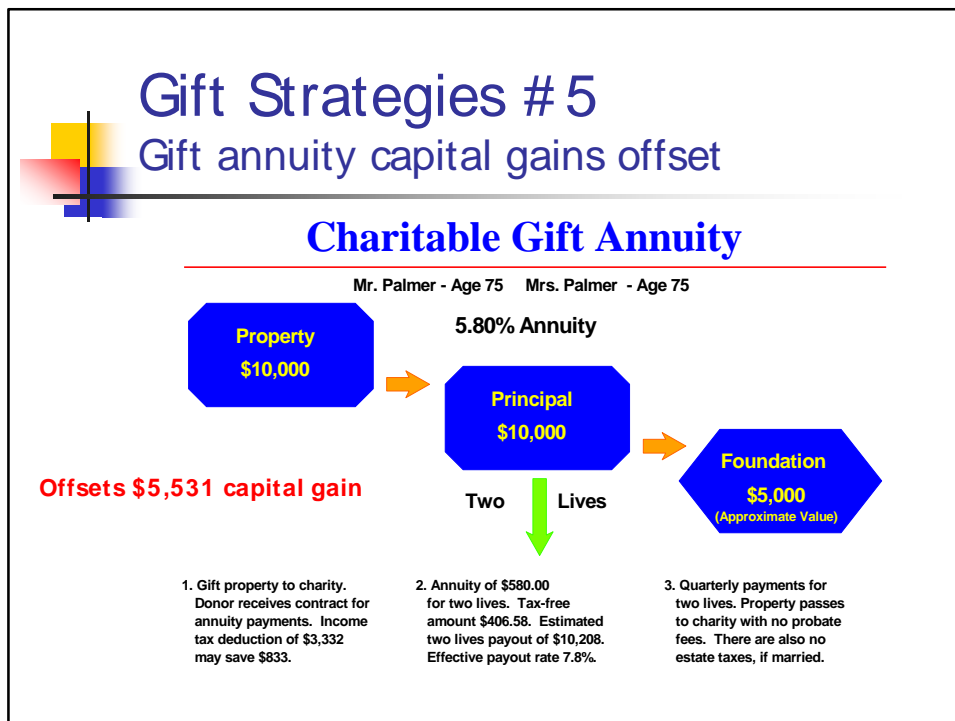 Gift Strategies #5
Gift annuity capital gains offset
Charitable Gift Annuity
Mr. Palmer - Age 75 Mrs. Palmer - Age 75
5.80% Annuity
Property
$10,000
Principal
$10,000
Foundation
$5,000
(Approximate Value)
Offsets $5,531 capital gain
Two Lives
1. Gift property to charity.
Donor receives contract for
annuity payments. Income
tax deduction of $3,332
may save $833.
2. Annuity of $580.00
for two lives. Tax-free
amount $406.58. Estimated
two lives payout of $10,208.
Effective payout rate 7.8%.
3. Quarterly payments for
two lives. Property passes
to charity with no probate
fees. There are also no
estate taxes, if married.